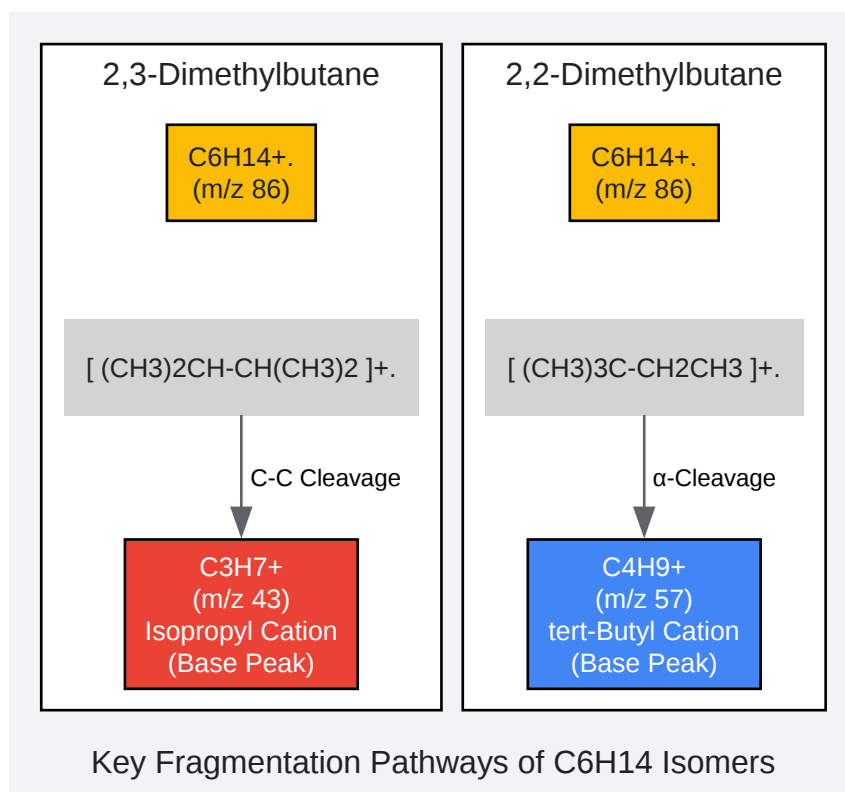 2,3-Dimethylbutane
C6H14+.
(m/z 86)
[ (CH3)2CH-CH(CH3)2 ]+.
C-C Cleavage
C3H7+
(m/z 43)
Isopropyl Cation
(Base Peak)
2,2-Dimethylbutane
C6H14+.
(m/z 86)
[ (CH3)3C-CH2CH3 ]+.
α-Cleavage
C4H9+
(m/z 57)
tert-Butyl Cation
(Base Peak)
Key Fragmentation Pathways of C6H14 Isomers